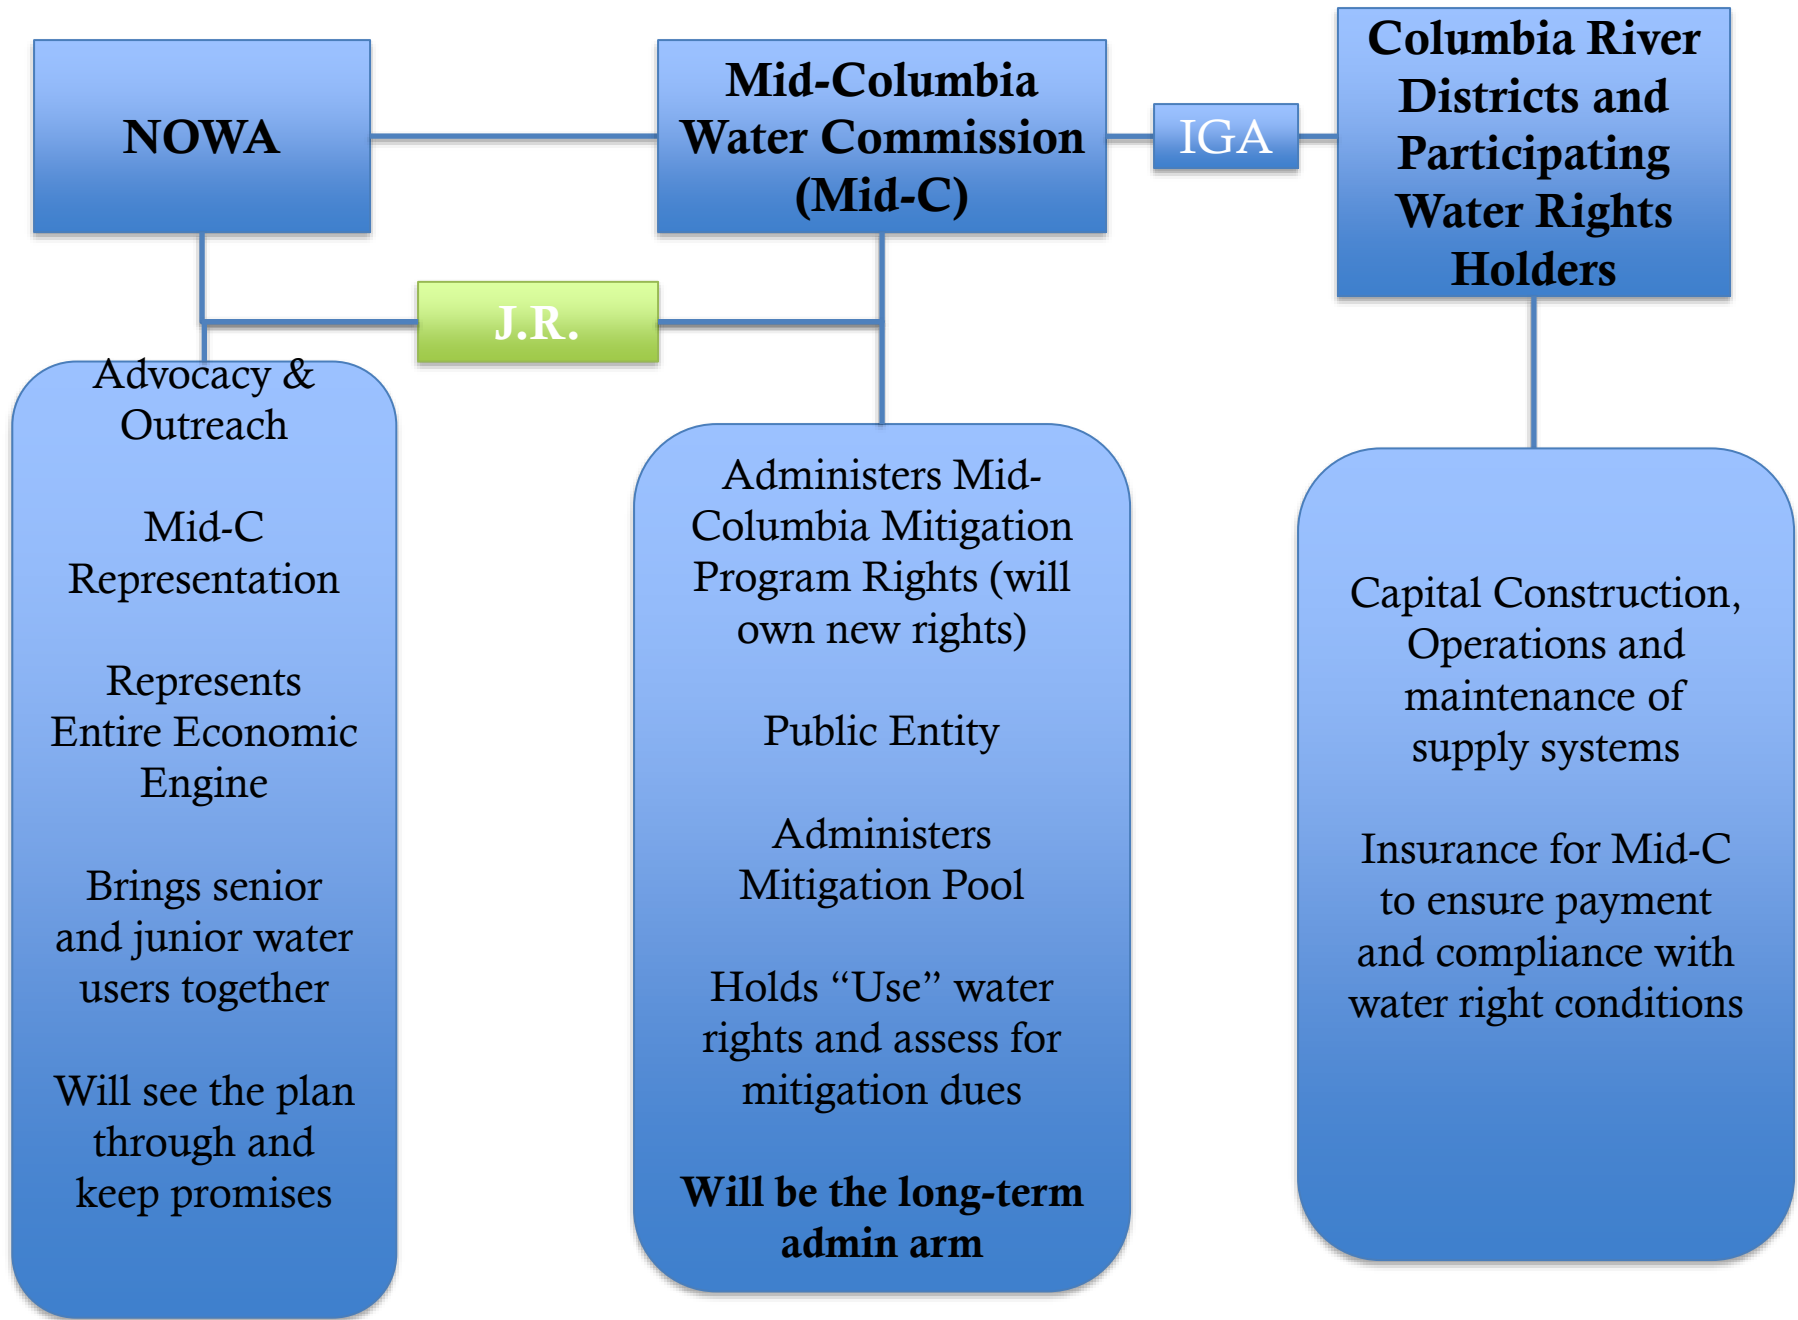 NOWA
Mid-Columbia
Water Commission
(Mid-C)
IGA
Columbia River
Districts and
Participating
Water Rights
Holders
J.R.
Advocacy &
Outreach
Mid-C
Representation
Represents
Entire Economic
Engine
Brings senior
and junior water
users together
Will see the plan
through and
keep promises
Administers Mid-
Columbia Mitigation
Program Rights (will
own new rights)
Public Entity
Administers
Mitigation Pool
Holds “Use” water
rights and assess for
mitigation dues
Will be the long-term
admin arm
Capital Construction,
Operations and
maintenance of
supply systems
Insurance for Mid-C
to ensure payment
and compliance with
water right conditions